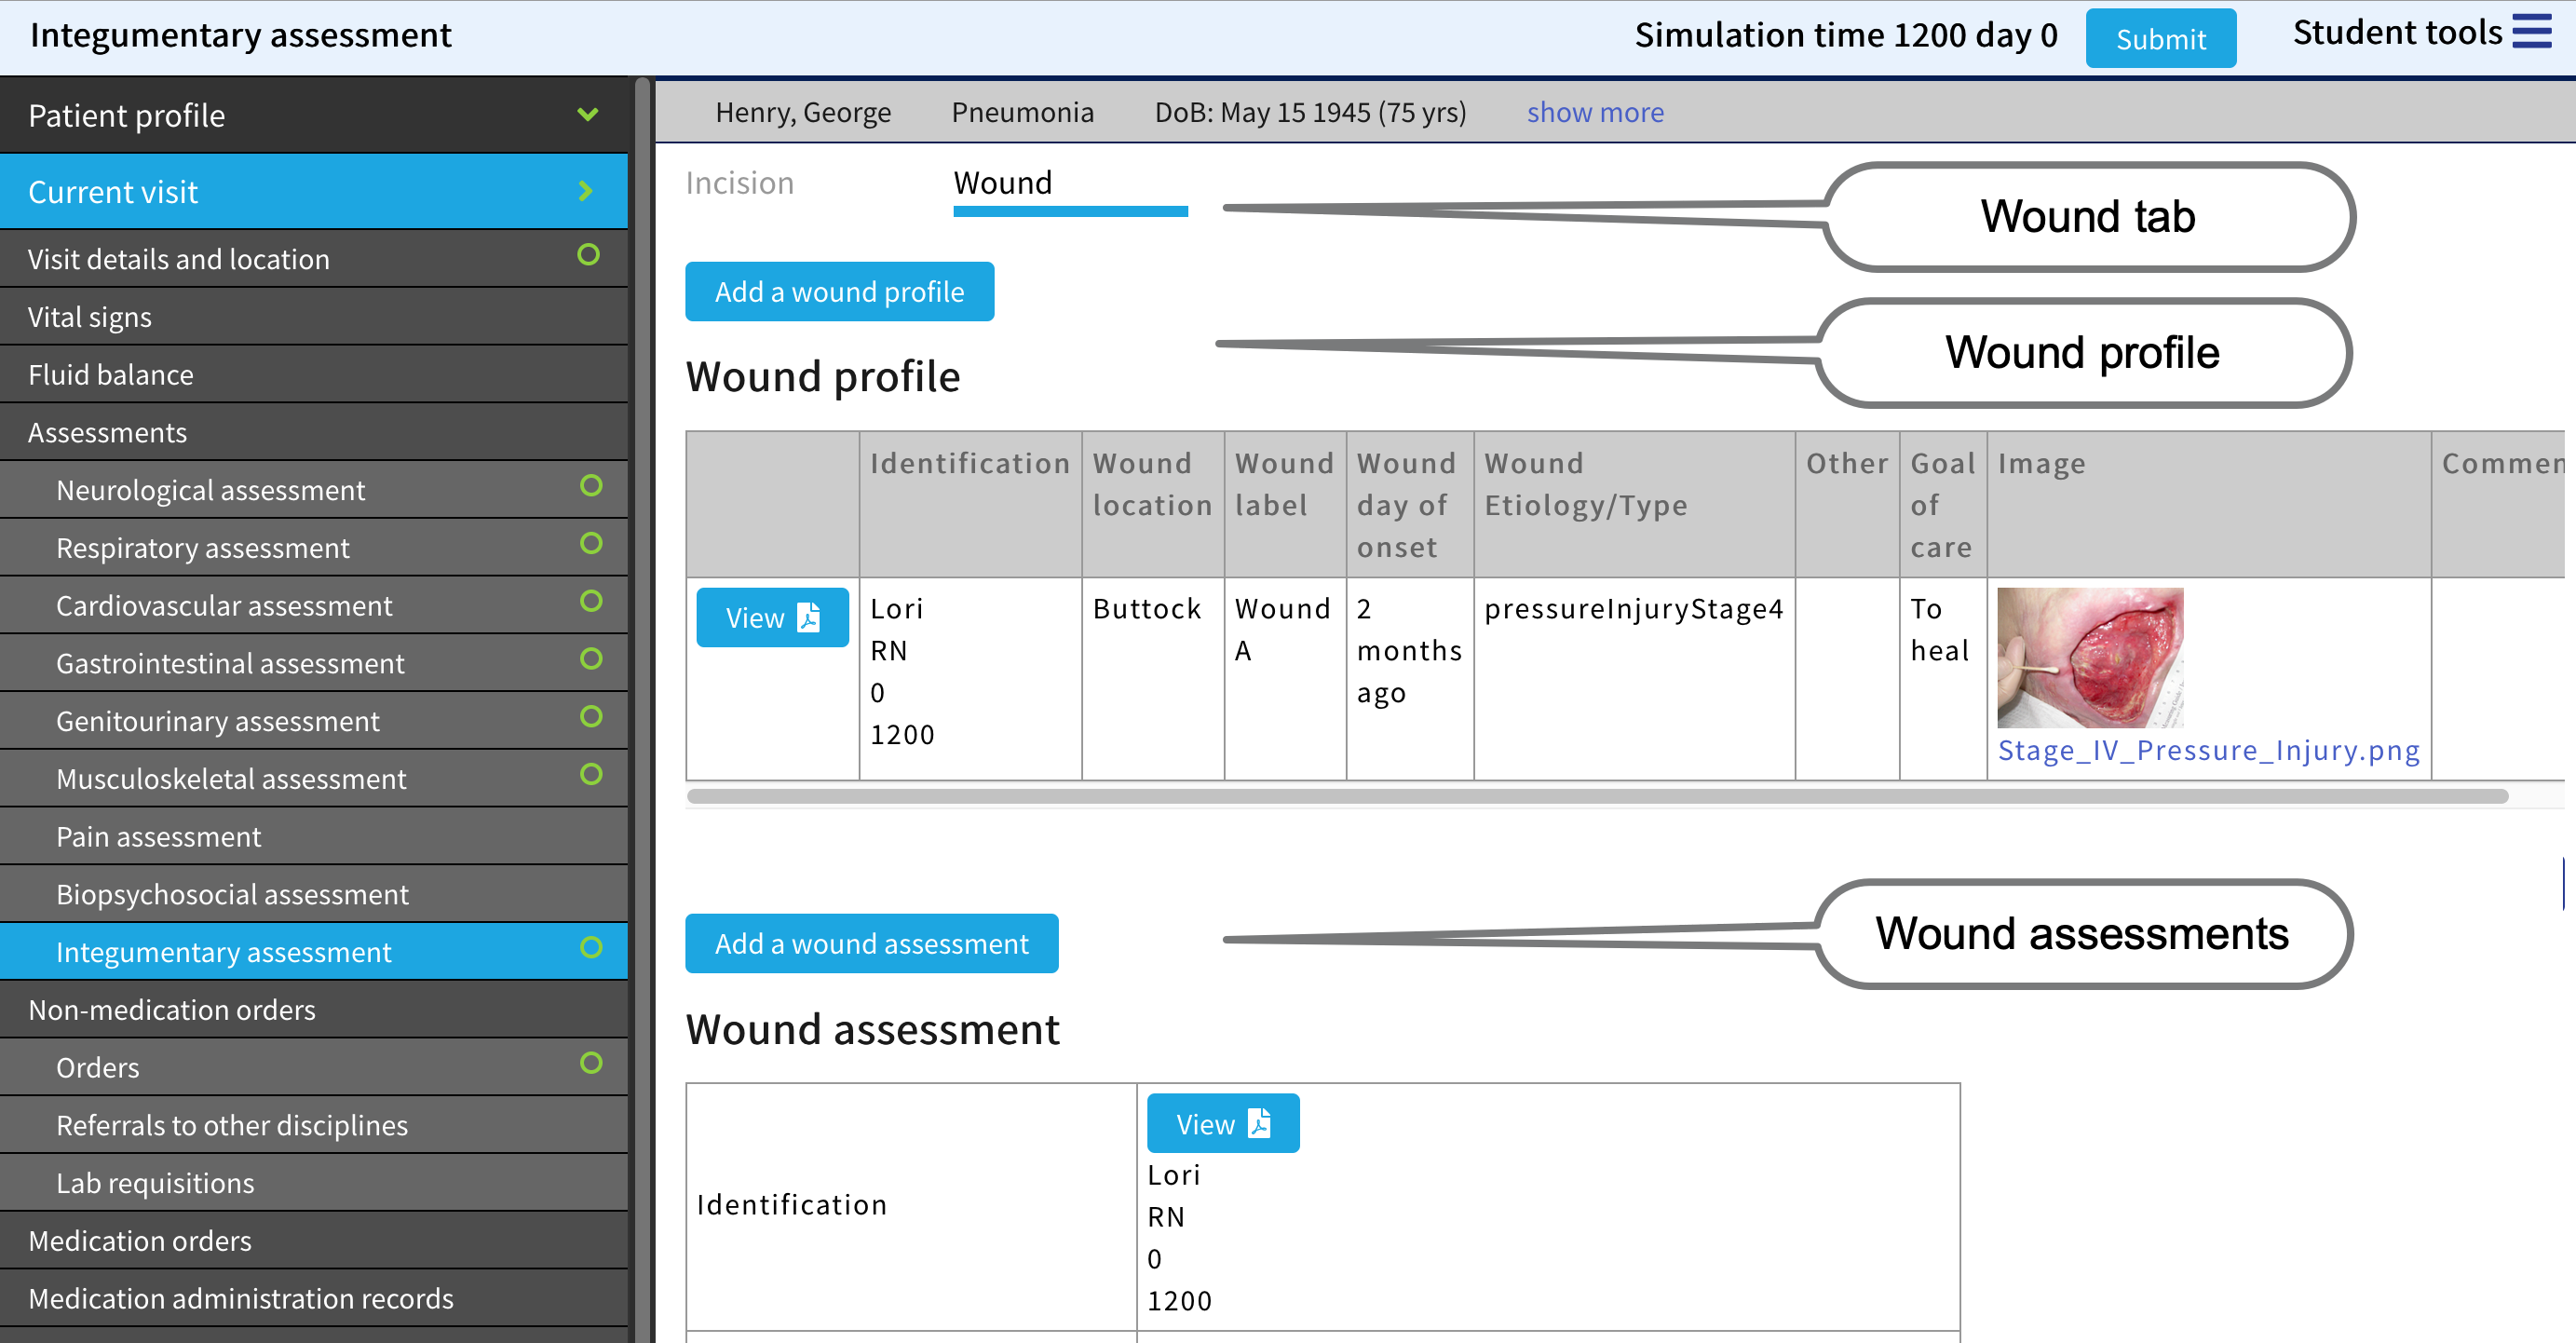 Integumentary assessment
Simulation time 1200 day 0
Submit
Student tools
Patient profile
Current visit
Visit details and location
Vital signs
Fluid balance
Assessments
Neurological assessment
Respiratory assessment
Cardiovascular assessment
Gastrointestinal assessment
Genitourinary assessment
Musculoskeletal assessment
Pain assessment
Biopsychosocial assessment
Integumentary assessment
Non-medication orders
Orders
Referrals to other disciplines
Lab requisitions
Medication orders
Medication administration records
Henry, George Pneumonia DoB: May 15 1945 (75 yrs) show more
Incision Wound
Wound tab
Add a wound profile
Wound profile
Wound profile
Identification
Wound
location
Wound
label
Wound
day of
onset
Wound
Etiology/Type
Other
Goal
of
care
Image
Commen
View
Lori
RN
0
1200
Buttock
Wound
A
2
months
ago
pressureInjuryStage4
To
heal
Stage_IV_Pressure_Injury.png
Add a wound assessment
Wound assessments
Wound assessment
Identification
View
Lori
RN
0
1200